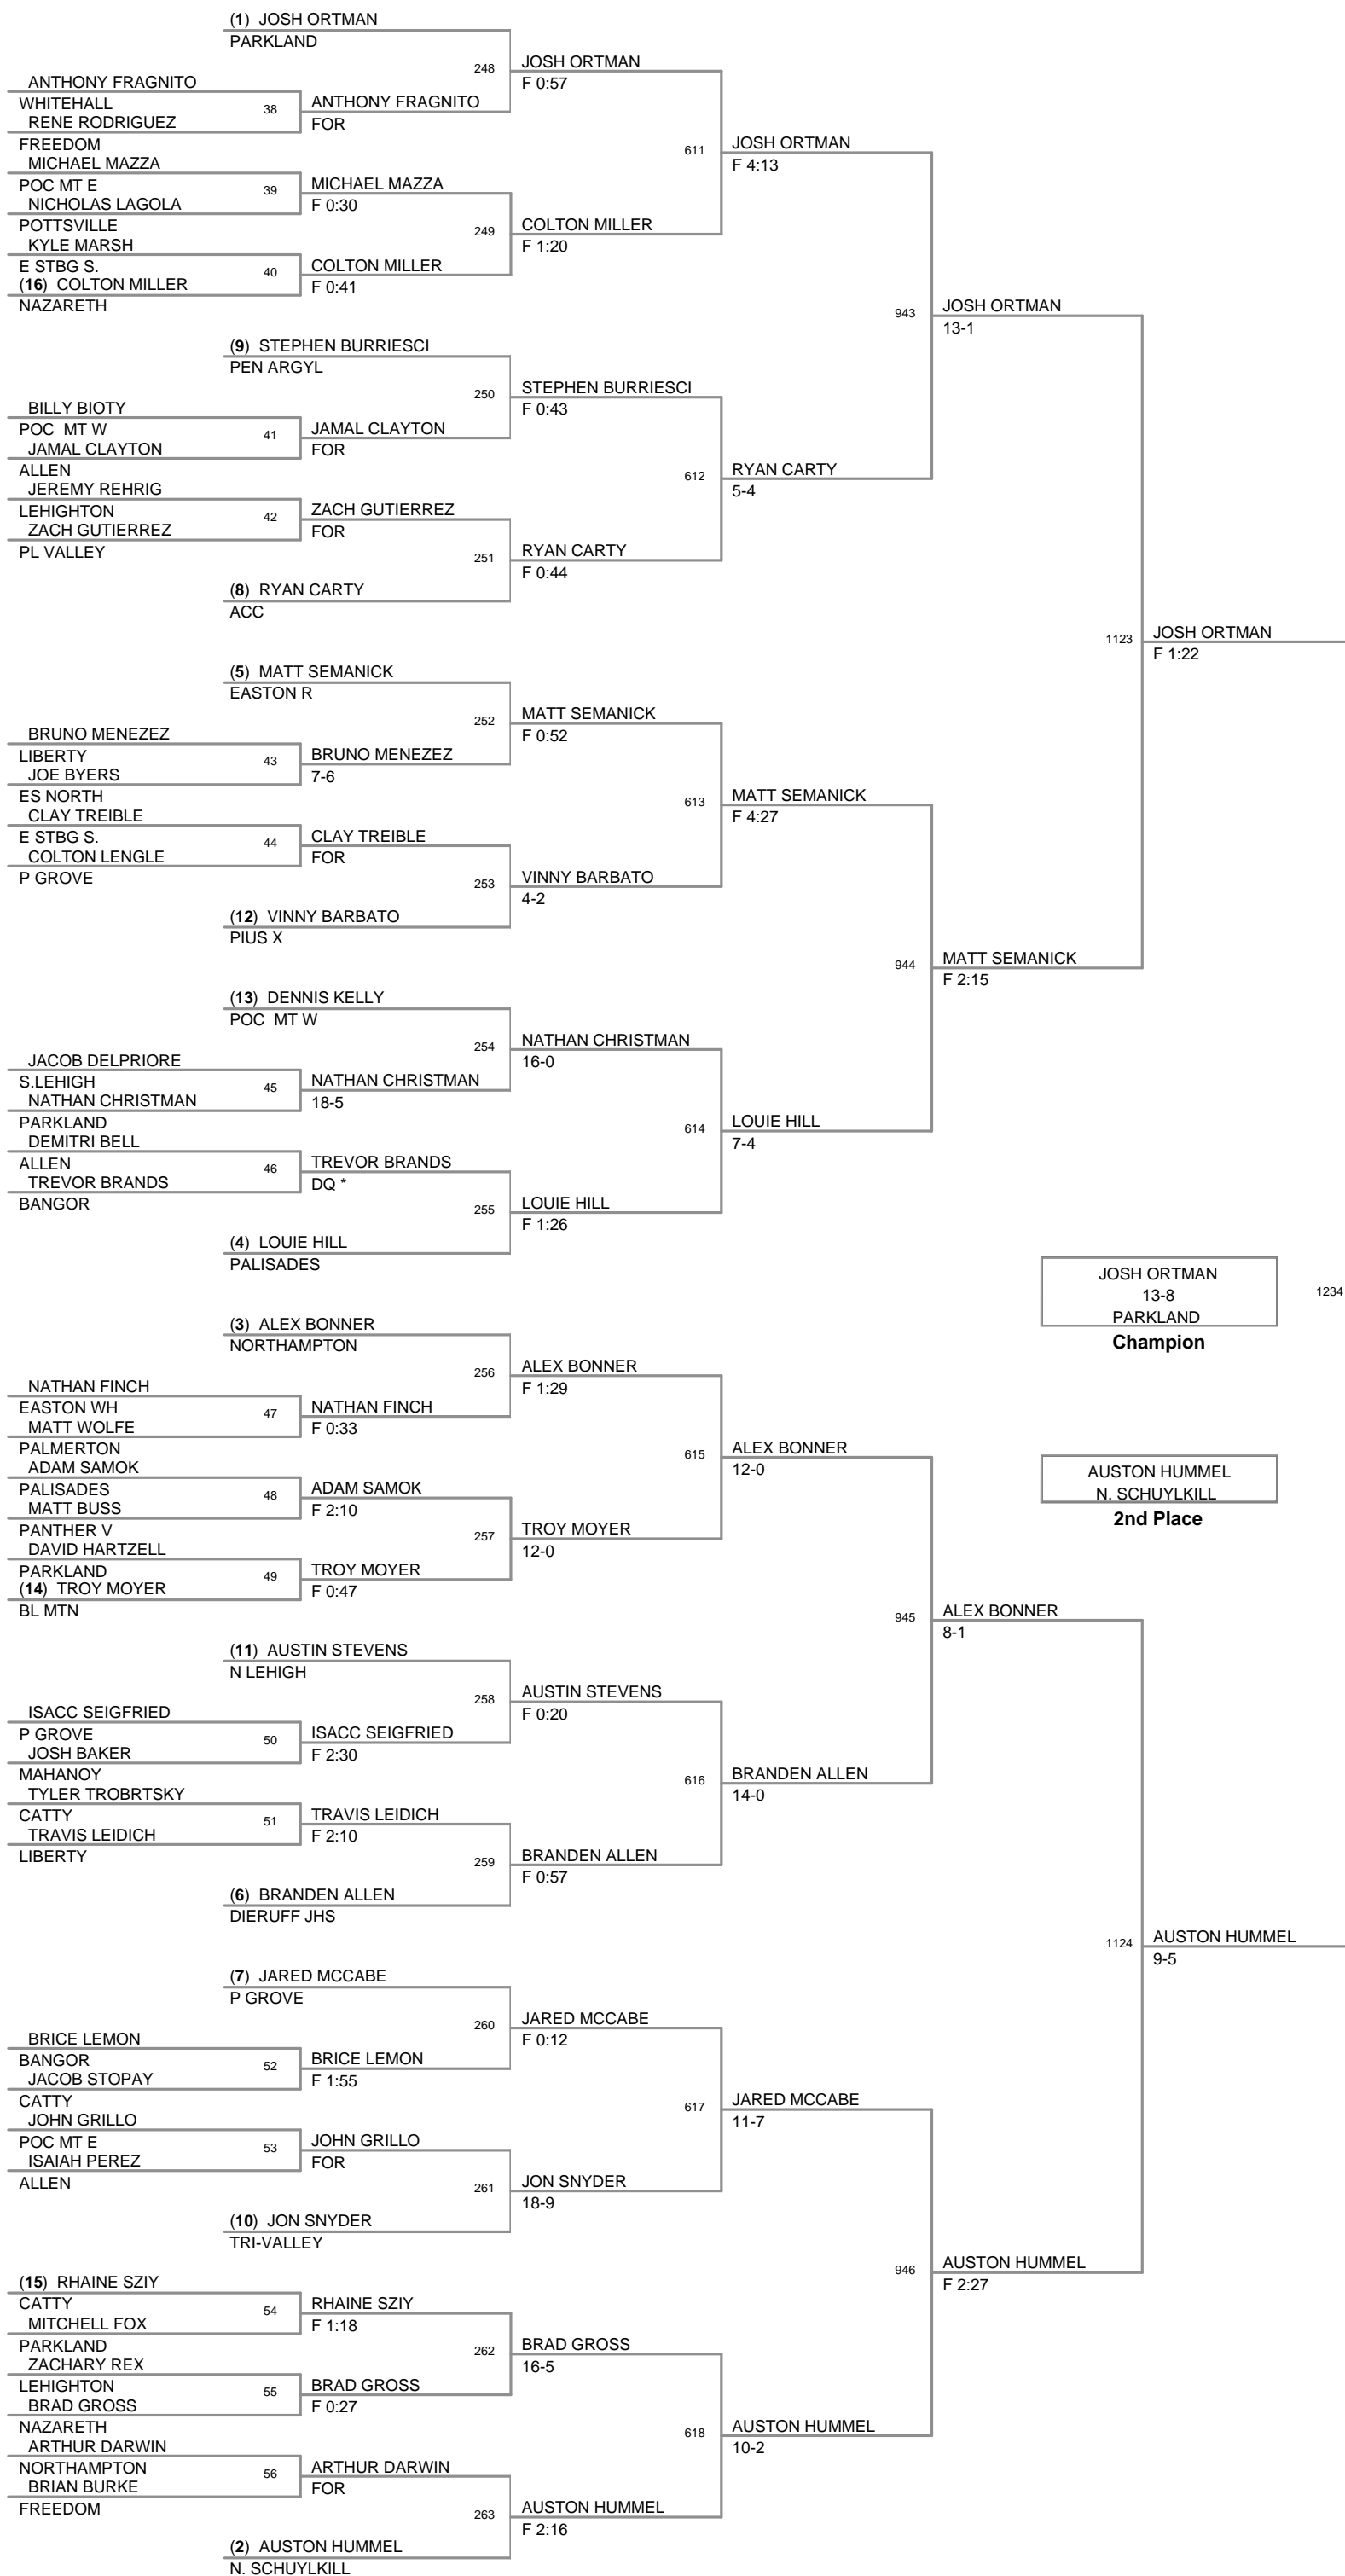 (1) JOSH ORTMAN
PARKLAND
248
JOSH ORTMAN
F 0:57
ANTHONY FRAGNITO
WHITEHALL
38
ANTHONY FRAGNITO
FOR
RENE RODRIGUEZ
FREEDOM
611
JOSH ORTMAN
F 4:13
MICHAEL MAZZA
POC MT E
39
MICHAEL MAZZA
F 0:30
NICHOLAS LAGOLA
POTTSVILLE
249
COLTON MILLER
F 1:20
KYLE MARSH
E STBG S.
40
COLTON MILLER
F 0:41
(16) COLTON MILLER
NAZARETH
943
JOSH ORTMAN
13-1
(9) STEPHEN BURRIESCI
PEN ARGYL
250
STEPHEN BURRIESCI
F 0:43
BILLY BIOTY
POC MT W
41
JAMAL CLAYTON
FOR
JAMAL CLAYTON
ALLEN
612
RYAN CARTY
5-4
JEREMY REHRIG
LEHIGHTON
42
ZACH GUTIERREZ
FOR
ZACH GUTIERREZ
PL VALLEY
251
RYAN CARTY
F 0:44
(8) RYAN CARTY
ACC
1123
JOSH ORTMAN
F 1:22
(5) MATT SEMANICK
EASTON R
252
MATT SEMANICK
F 0:52
BRUNO MENEZEZ
LIBERTY
43
BRUNO MENEZEZ
7-6
JOE BYERS
ES NORTH
613
MATT SEMANICK
F 4:27
CLAY TREIBLE
E STBG S.
44
CLAY TREIBLE
FOR
COLTON LENGLE
P GROVE
253
VINNY BARBATO
4-2
(12) VINNY BARBATO
PIUS X
944
MATT SEMANICK
F 2:15
(13) DENNIS KELLY
POC MT W
254
NATHAN CHRISTMAN
16-0
JACOB DELPRIORE
S.LEHIGH
45
NATHAN CHRISTMAN
18-5
NATHAN CHRISTMAN
PARKLAND
614
LOUIE HILL
7-4
DEMITRI BELL
ALLEN
46
TREVOR BRANDS
DQ *
TREVOR BRANDS
BANGOR
255
LOUIE HILL
F 1:26
(4) LOUIE HILL
PALISADES
JOSH ORTMAN
13-8
PARKLAND
Champion
1234
(3) ALEX BONNER
NORTHAMPTON
256
ALEX BONNER
F 1:29
NATHAN FINCH
EASTON WH
47
NATHAN FINCH
F 0:33
MATT WOLFE
PALMERTON
615
ALEX BONNER
12-0
AUSTON HUMMEL
N. SCHUYLKILL
2nd Place
ADAM SAMOK
PALISADES
48
ADAM SAMOK
F 2:10
MATT BUSS
PANTHER V
257
TROY MOYER
12-0
DAVID HARTZELL
PARKLAND
49
TROY MOYER
F 0:47
(14) TROY MOYER
BL MTN
945
ALEX BONNER
8-1
(11) AUSTIN STEVENS
N LEHIGH
258
AUSTIN STEVENS
F 0:20
ISACC SEIGFRIED
P GROVE
50
ISACC SEIGFRIED
F 2:30
JOSH BAKER
MAHANOY
616
BRANDEN ALLEN
14-0
TYLER TROBRTSKY
CATTY
51
TRAVIS LEIDICH
F 2:10
TRAVIS LEIDICH
LIBERTY
259
BRANDEN ALLEN
F 0:57
(6) BRANDEN ALLEN
DIERUFF JHS
1124
AUSTON HUMMEL
9-5
(7) JARED MCCABE
P GROVE
260
JARED MCCABE
F 0:12
BRICE LEMON
BANGOR
52
BRICE LEMON
F 1:55
JACOB STOPAY
CATTY
617
JARED MCCABE
11-7
JOHN GRILLO
POC MT E
53
JOHN GRILLO
FOR
ISAIAH PEREZ
ALLEN
261
JON SNYDER
18-9
(10) JON SNYDER
TRI-VALLEY
946
AUSTON HUMMEL
F 2:27
(15) RHAINE SZIY
CATTY
54
RHAINE SZIY
F 1:18
MITCHELL FOX
PARKLAND
262
BRAD GROSS
16-5
ZACHARY REX
LEHIGHTON
55
BRAD GROSS
F 0:27
BRAD GROSS
NAZARETH
618
AUSTON HUMMEL
10-2
ARTHUR DARWIN
NORTHAMPTON
56
ARTHUR DARWIN
FOR
BRIAN BURKE
FREEDOM
263
AUSTON HUMMEL
F 2:16
(2) AUSTON HUMMEL
N. SCHUYLKILL